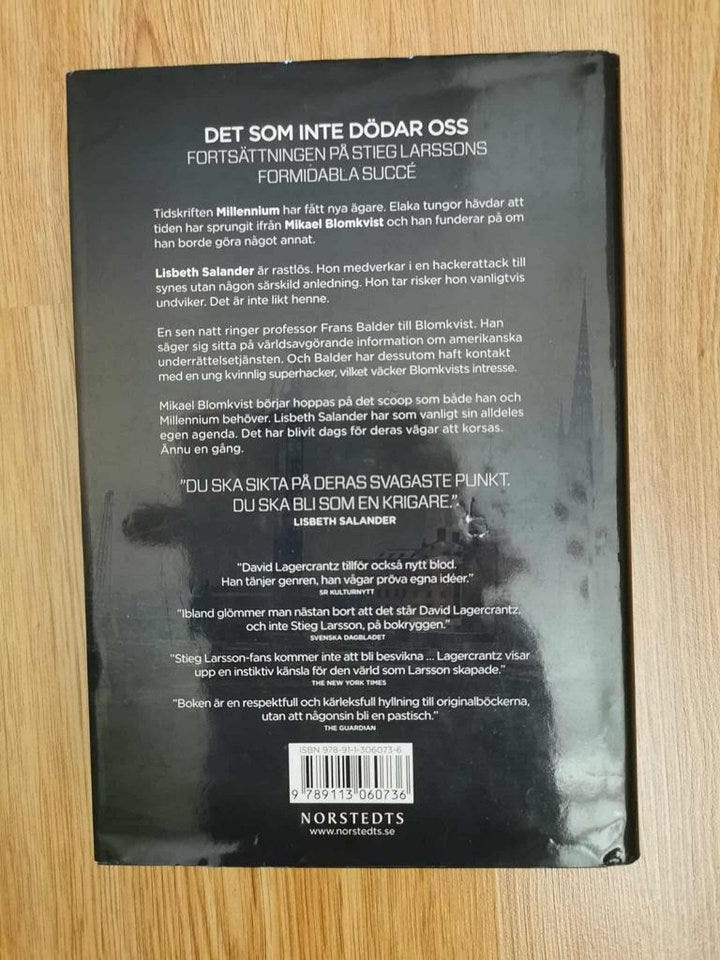 DET SOM INTE DÖDAR OSS
FORTSÄTTNINGEN PÅ STIEG LARSSONS
FORMIDABLA SUCCÉ
Tidskriften Millennium har fått nya ägare. Elaka tungor hävdar att
tiden har sprungit ifrån Mikael Blomkvist och han funderar på om
han borde göra något annat.
Lisbeth Salander är rastlös. Hon medverkar i en hackerattack till
synes utan någon särskild anledning. Hon tar risker hon vanligtvis
undviker. Det är inte likt henne.
En sen natt ringer professor Frans Balder till Blomkvist. Han
säger sig sitta på världsavgörande information om amerikanska
underrättelsetjänsten. Och Balder har dessutom haft kontakt
med en ung kvinnlig superhacker, vilket väcker Blomkvists intresse.
Mikael Blomkvist börjar hoppas på det scoop som både han och
Millennium behöver. Lisbeth Salander har som vanligt sin alldeles
egen agenda. Det har blivit dags för deras vägar att korsas.
Ännu en gång.
"DU SKA SIKTA PÅ DERAS SVAGASTE PUNKT.
DU SKA BLI SOM EN KRIGARE."
LISBETH SALANDER
"David Lagercrantz tillför också nytt blod.
Han tänjer genren, han vågar pröva egna idéer."
SR KULTURNYTT
"Ibland glömmer man nästan bort att det står David Lagercrantz,
och inte Stieg Larsson, på bokryggen."
SVENSKA DAGBLADET
"Stieg Larsson-fans kommer inte att bli besvikna ... Lagercrantz visar
upp en instinktiv känsla för den värld som Larsson skapade."
THE NEW YORK TIMES
"Boken är en respektfull och kärleksfull hyllning till originalböckerna,
utan att någonsin bli en pastisch."
THE GUARDIAN
ISBN 978-91-1-306073-6
9 789113 060736
NORSTEDTS
www.norstedts.se